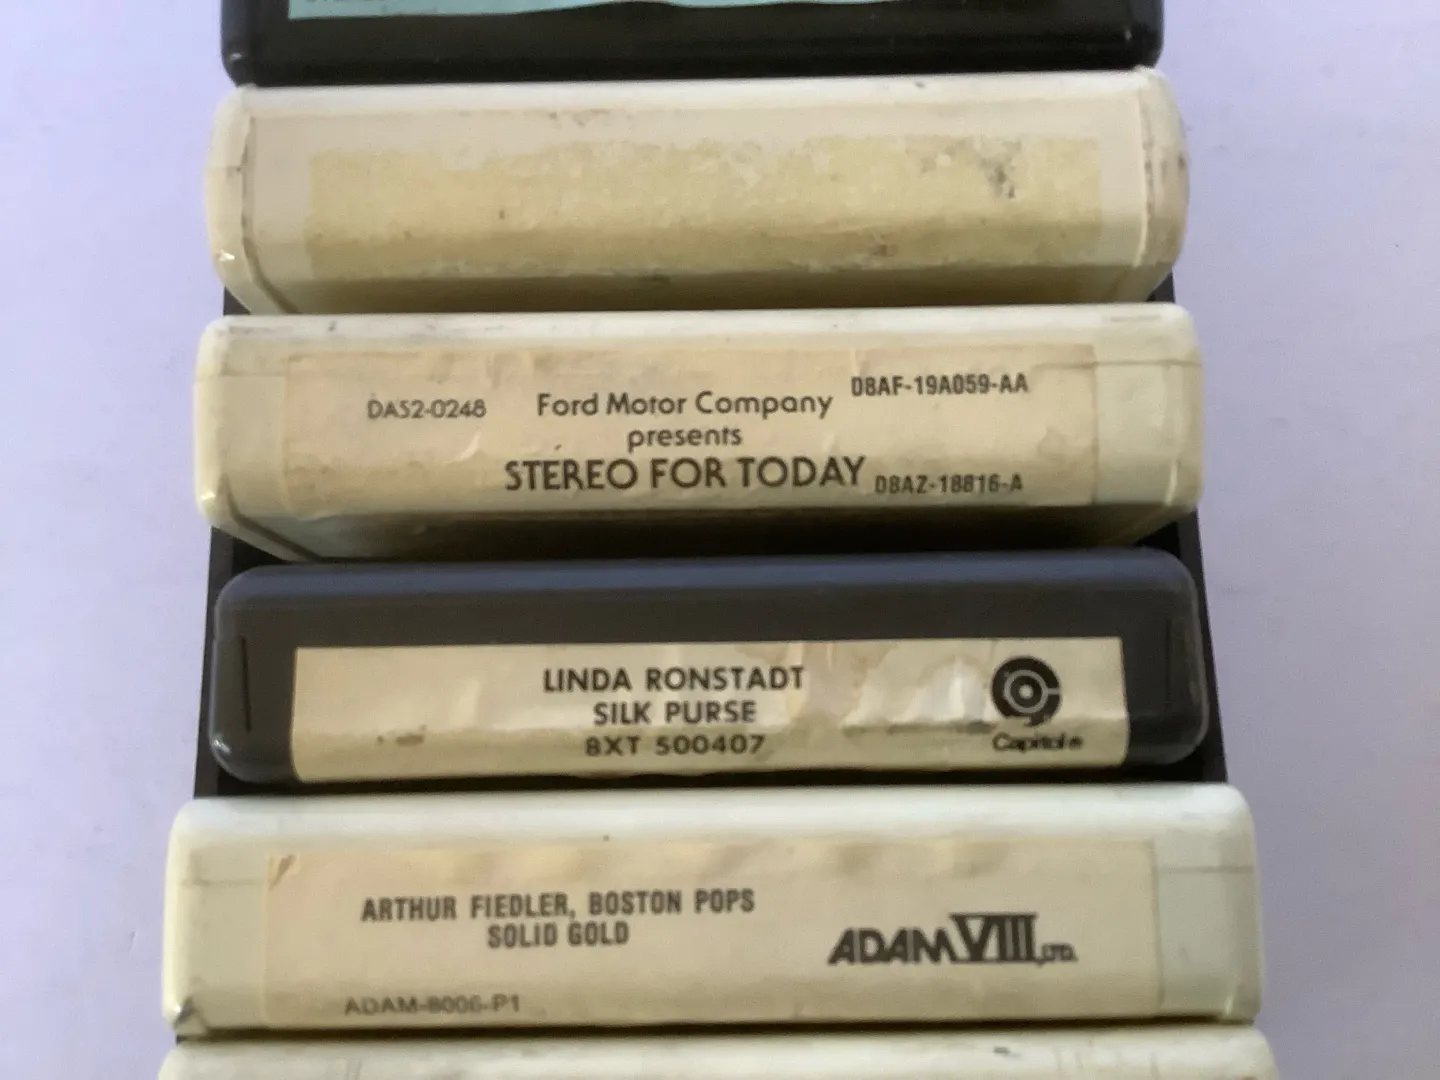 DA52-0248 Ford Motor Company D8AF-19A059-AA
presents
STEREO FOR TODAY D8AZ-18816-A
LINDA RONSTADT
SILK PURSE
8XT 500407
Capitol®
ARTHUR FIEDLER, BOSTON POPS
SOLID GOLD
ADAM VIII, LTD.
ADAM-8006-P1